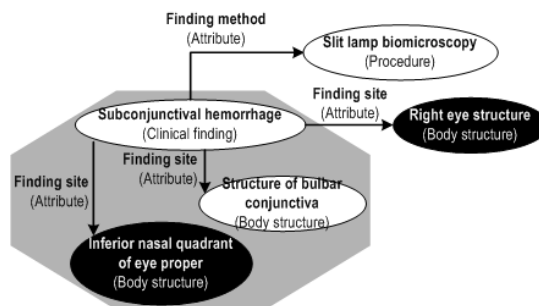 Finding method
(Attribute)
Slit lamp biomicroscopy
(Procedure)
Subconjunctival hemorrhage
(Clinical finding)
Finding site
(Attribute)
Right eye structure
(Body structure)
Finding site
(Attribute)
Finding site
(Attribute)
Structure of bulbar
conjunctiva
(Body structure)
Inferior nasal quadrant
of eye proper
(Body structure)